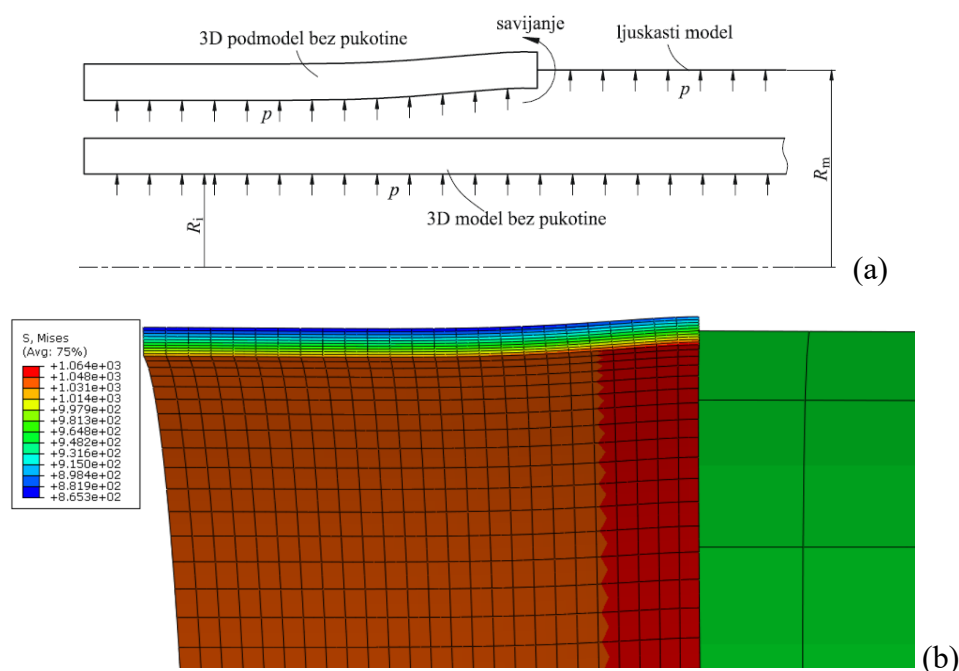 savijanje
3D podmodel bez pukotine
ljuskasti model
p
p
p
3D model bez pukotine
R_i
R_m
(a)
S, Mises
(Avg: 75%)
+1.064e+03
+1.048e+03
+1.031e+03
+1.014e+03
+9.979e+02
+9.813e+02
+9.648e+02
+9.482e+02
+9.316e+02
+9.150e+02
+8.984e+02
+8.819e+02
+8.653e+02
(b)